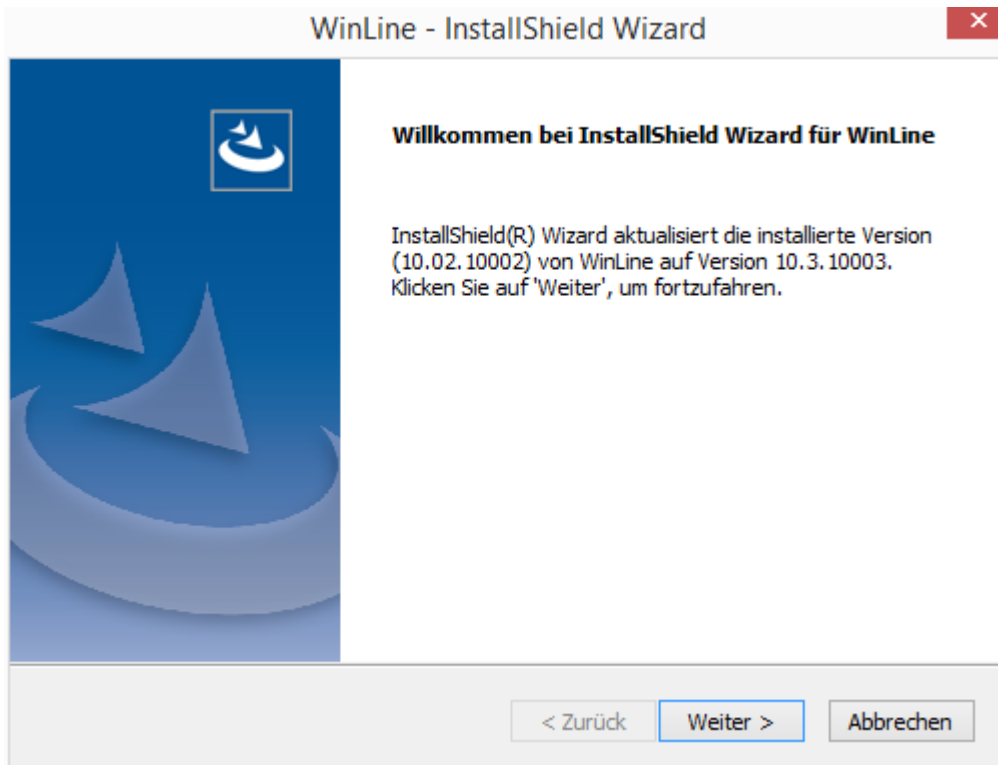 WinLine - InstallShield Wizard
Willkommen bei InstallShield Wizard für WinLine
InstallShield(R) Wizard aktualisiert die installierte Version
(10.02.10002) von WinLine auf Version 10.3.10003.
Klicken Sie auf 'Weiter', um fortzufahren.
< Zurück
Weiter >
Abbrechen